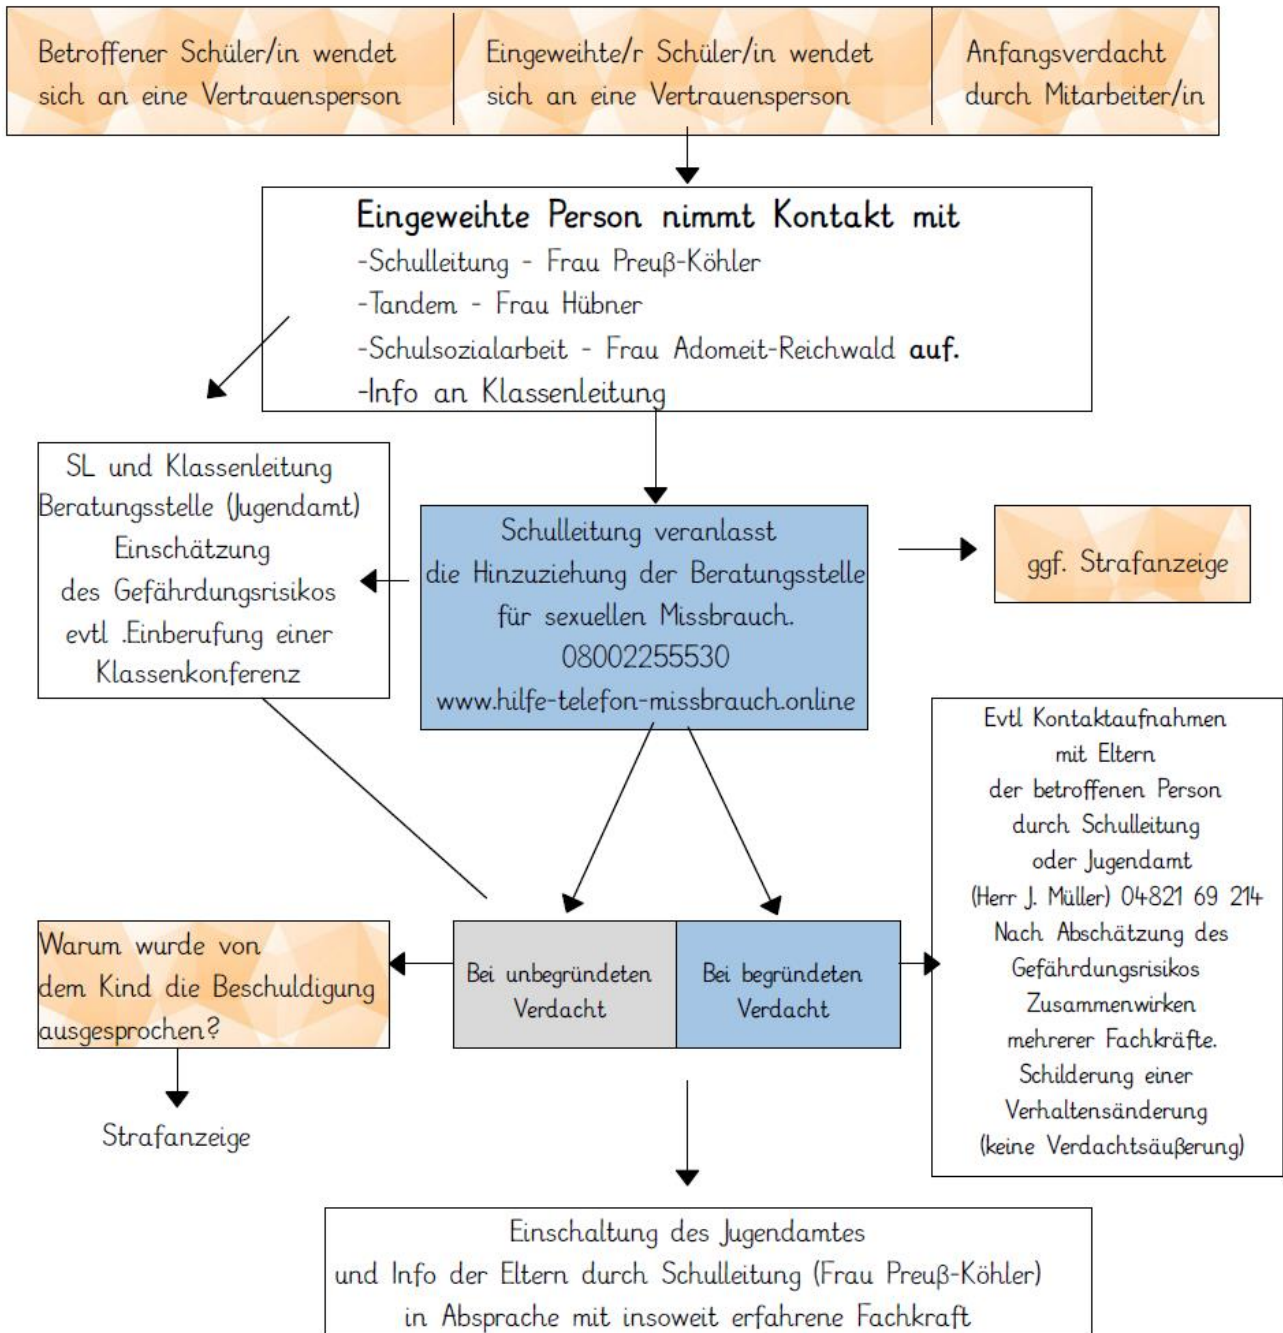 Betroffener Schüler/in wendet
sich an eine Vertrauensperson
Eingeweihte/r Schüler/in wendet
sich an eine Vertrauensperson
Anfangsverdacht
durch Mitarbeiter/in
Eingeweihte Person nimmt Kontakt mit
-Schulleitung - Frau Preuß-Köhler
-Tandem - Frau Hübner
-Schulsozialarbeit - Frau Adomeit-Reichwald auf.
-Info an Klassenleitung
SL und Klassenleitung
Beratungsstelle (Jugendamt)
Einschätzung
des Gefährdungsrisikos
evtl .Einberufung einer
Klassenkonferenz
Schulleitung veranlasst
die Hinzuziehung der Beratungsstelle
für sexuellen Missbrauch.
08002255530
www.hilfe-telefon-missbrauch.online
ggf. Strafanzeige
Evtl Kontaktaufnahmen
mit Eltern
der betroffenen Person
durch Schulleitung
oder Jugendamt
(Herr J. Müller) 04821 69 214
Nach Abschätzung des
Gefährdungsrisikos
Zusammenwirken
mehrerer Fachkräfte.
Schilderung einer
Verhaltensänderung
(keine Verdachtsäußerung)
Warum wurde von
dem Kind die Beschuldigung
ausgesprochen?
Bei unbegründeten
Verdacht
Bei begründeten
Verdacht
Strafanzeige
Einschaltung des Jugendamtes
und Info der Eltern durch Schulleitung (Frau Preuß-Köhler)
in Absprache mit insoweit erfahrene Fachkraft